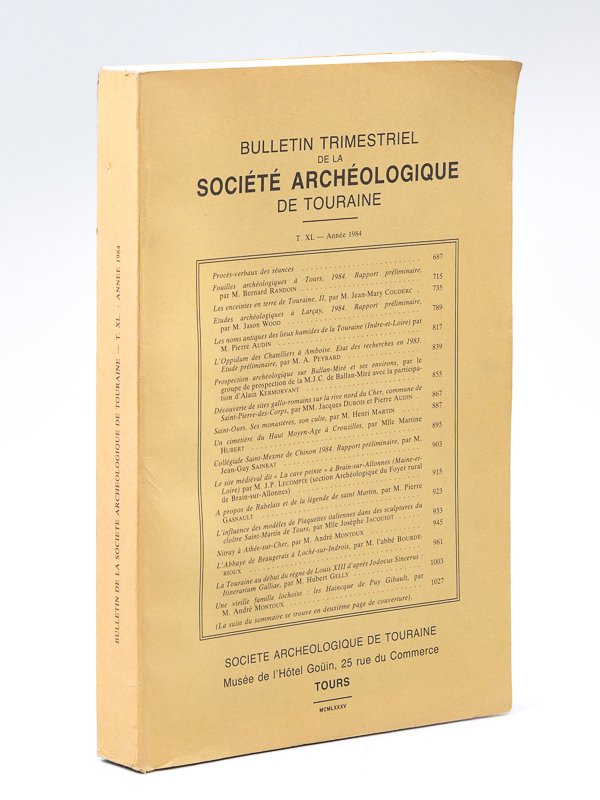 BULLETIN DE LA SOCIETE ARCHEOLOGIQUE DE TOURAINE — T. XL — ANNEE 1984
BULLETIN TRIMESTRIEL
DE LA
SOCIÉTÉ ARCHÉOLOGIQUE
DE TOURAINE
T. XL — Année 1984
Procès-verbaux des séances . . . 687
Fouilles archéologiques à Tours, 1984. Rapport préliminaire,
par M. Bernard RANDOIN . . . 715
Les enceintes en terre de Touraine, II, par M. Jean-Mary COUDERC . . . 735
Etudes archéologiques à Larçay, 1984. Rapport préliminaire,
par M. Jason WOOD . . . 789
Les noms antiques des lieux humides de la Touraine (Indre-et-Loire) par
M. Pierre AUDIN . . . 817
L'Oppidum des Chatelliers à Amboise. Etat des recherches en 1983.
Etude préliminaire, par M. A. PEYRARD . . . 839
Prospection archéologique sur Ballan-Miré et ses environs, par le
groupe de prospection de la M.J.C. de Ballan-Miré avec la participa-
tion d'Alain KERMORVANT . . . 855
Découverte de sites gallo-romains sur la rive nord du Cher, commune de
Saint-Pierre-des-Corps, par MM. Jacques DUBOIS et Pierre AUDIN . . . 867
Saint-Ours. Ses monastères, son culte, par M. Henri MARTIN . . . 887
Un cimetière du Haut Moyen-Age à Crouzilles, par Mlle Martine
HUBERT . . . 895
Collégiale Saint-Mexme de Chinon 1984. Rapport préliminaire, par M.
Jean-Guy SAINRAT . . . 903
Le site médiéval dit « La cave peinte » à Brain-sur-Allonnes (Maine-et-
Loire) par M. J.P. LECOMPTE (section Archéologique du Foyer rural
de Brain-sur-Allonnes) . . . 915
A propos de Rabelais et de la légende de saint Martin, par M. Pierre
GASNAULT . . . 923
L'influence des modèles de Plaquettes italiennes dans des sculptures du
cloître Saint-Martin de Tours, par Mlle Josèphe JACQUIOT . . . 933
Nitray à Athée-sur-Cher, par M. André MONTOUX . . . 945
L'Abbaye de Beaugerais à Loché-sur-Indrois, par M. l'abbé BOURDE-
RIOUX . . . 961
La Touraine au début du règne de Louis XIII d'après Jodocus Sincerus :
Itinerarium Galliae, par M. Hubert GELLY . . . 1003
Une vieille famille lochoise : les Haincque de Puy Gibault, par
M. André MONTOUX . . . 1027
(La suite du sommaire se trouve en deuxième page de couverture).
SOCIETE ARCHEOLOGIQUE DE TOURAINE
Musée de l'Hôtel Goüin, 25 rue du Commerce
TOURS
MCMLXXXV